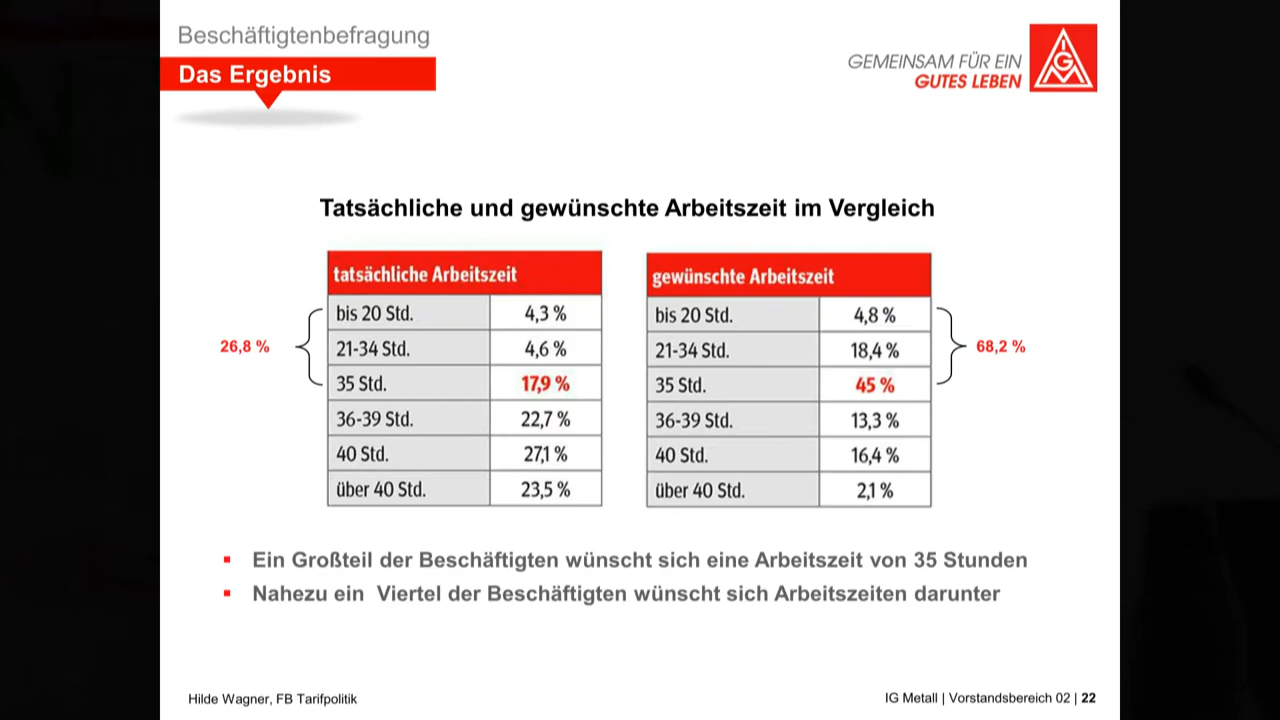 Beschäftigtenbefragung
Das Ergebnis
GEMEINSAM FÜR EIN
GUTES LEBEN
IGM
Tatsächliche und gewünschte Arbeitszeit im Vergleich
tatsächliche Arbeitszeit
bis 20 Std. 4,3 %
21-34 Std. 4,6 %
35 Std. 17,9 %
36-39 Std. 22,7 %
40 Std. 27,1 %
über 40 Std. 23,5 %
26,8 %
gewünschte Arbeitszeit
bis 20 Std. 4,8 %
21-34 Std. 18,4 %
35 Std. 45 %
36-39 Std. 13,3 %
40 Std. 16,4 %
über 40 Std. 2,1 %
68,2 %
▪ Ein Großteil der Beschäftigten wünscht sich eine Arbeitszeit von 35 Stunden
▪ Nahezu ein Viertel der Beschäftigten wünscht sich Arbeitszeiten darunter
Hilde Wagner, FB Tarifpolitik
IG Metall | Vorstandsbereich 02 | 22